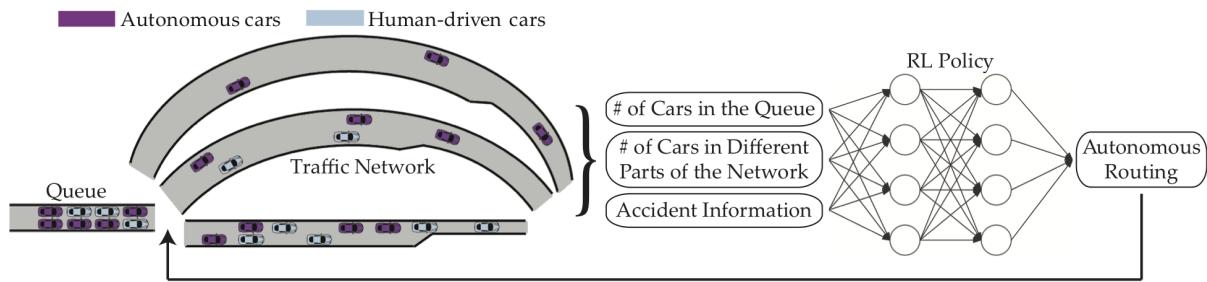 Autonomous cars
Human-driven cars
Queue
Traffic Network
# of Cars in the Queue
# of Cars in Different
Parts of the Network
Accident Information
RL Policy
Autonomous
Routing